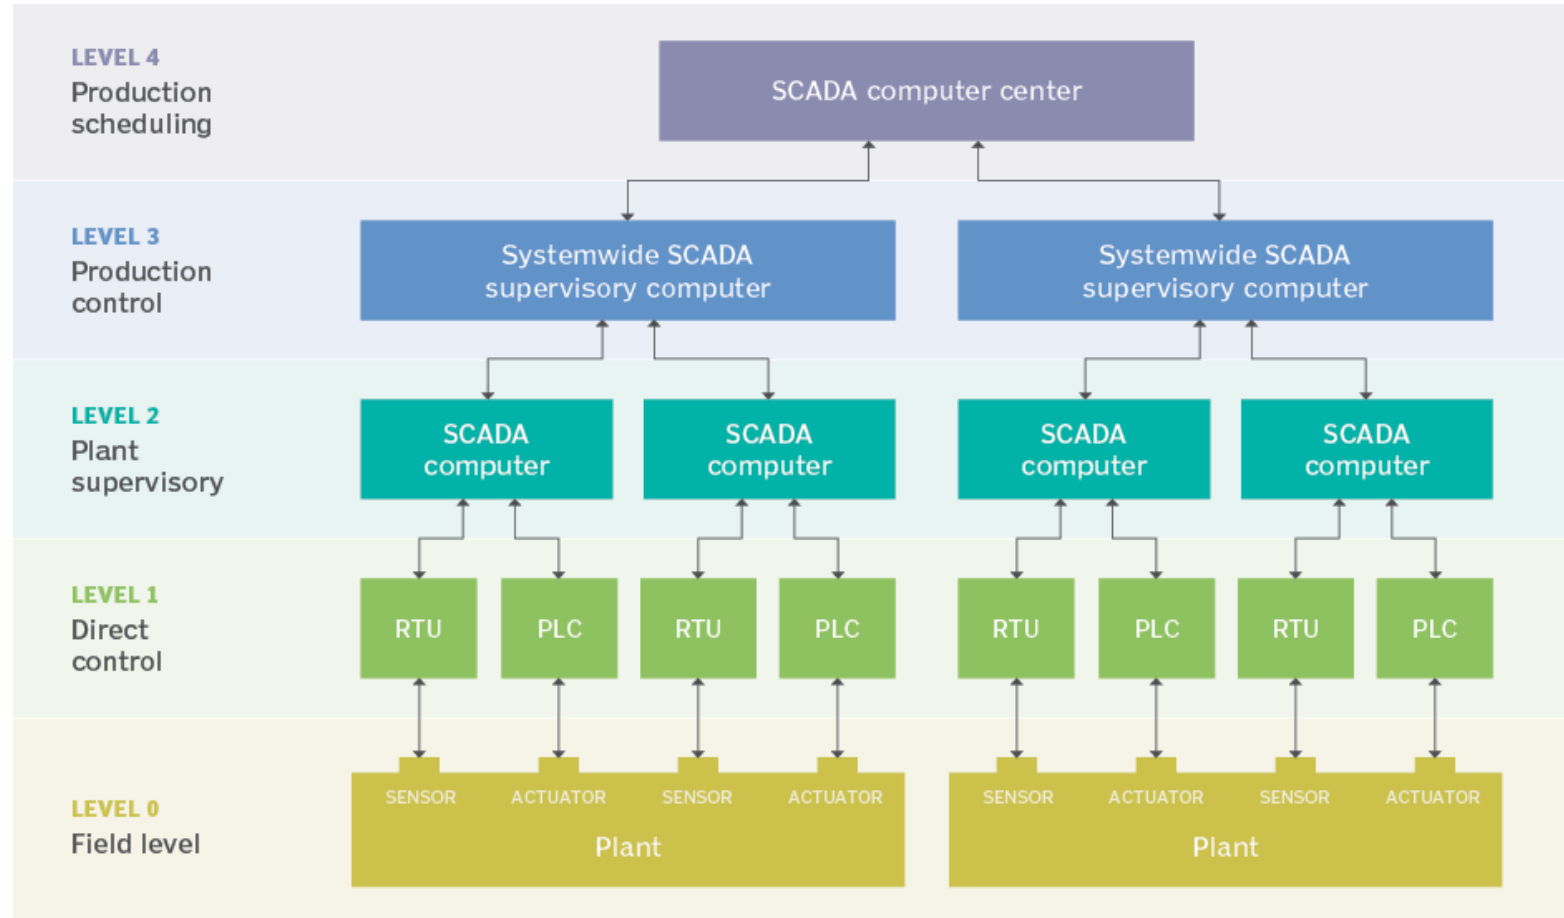 LEVEL 4
Production
scheduling
SCADA computer center
LEVEL 3
Production
control
Systemwide SCADA
supervisory computer
Systemwide SCADA
supervisory computer
LEVEL 2
Plant
supervisory
SCADA
computer
SCADA
computer
SCADA
computer
SCADA
computer
LEVEL 1
Direct
control
RTU
PLC
RTU
PLC
RTU
PLC
RTU
PLC
LEVEL 0
Field level
SENSOR
ACTUATOR
SENSOR
ACTUATOR
Plant
SENSOR
ACTUATOR
SENSOR
ACTUATOR
Plant